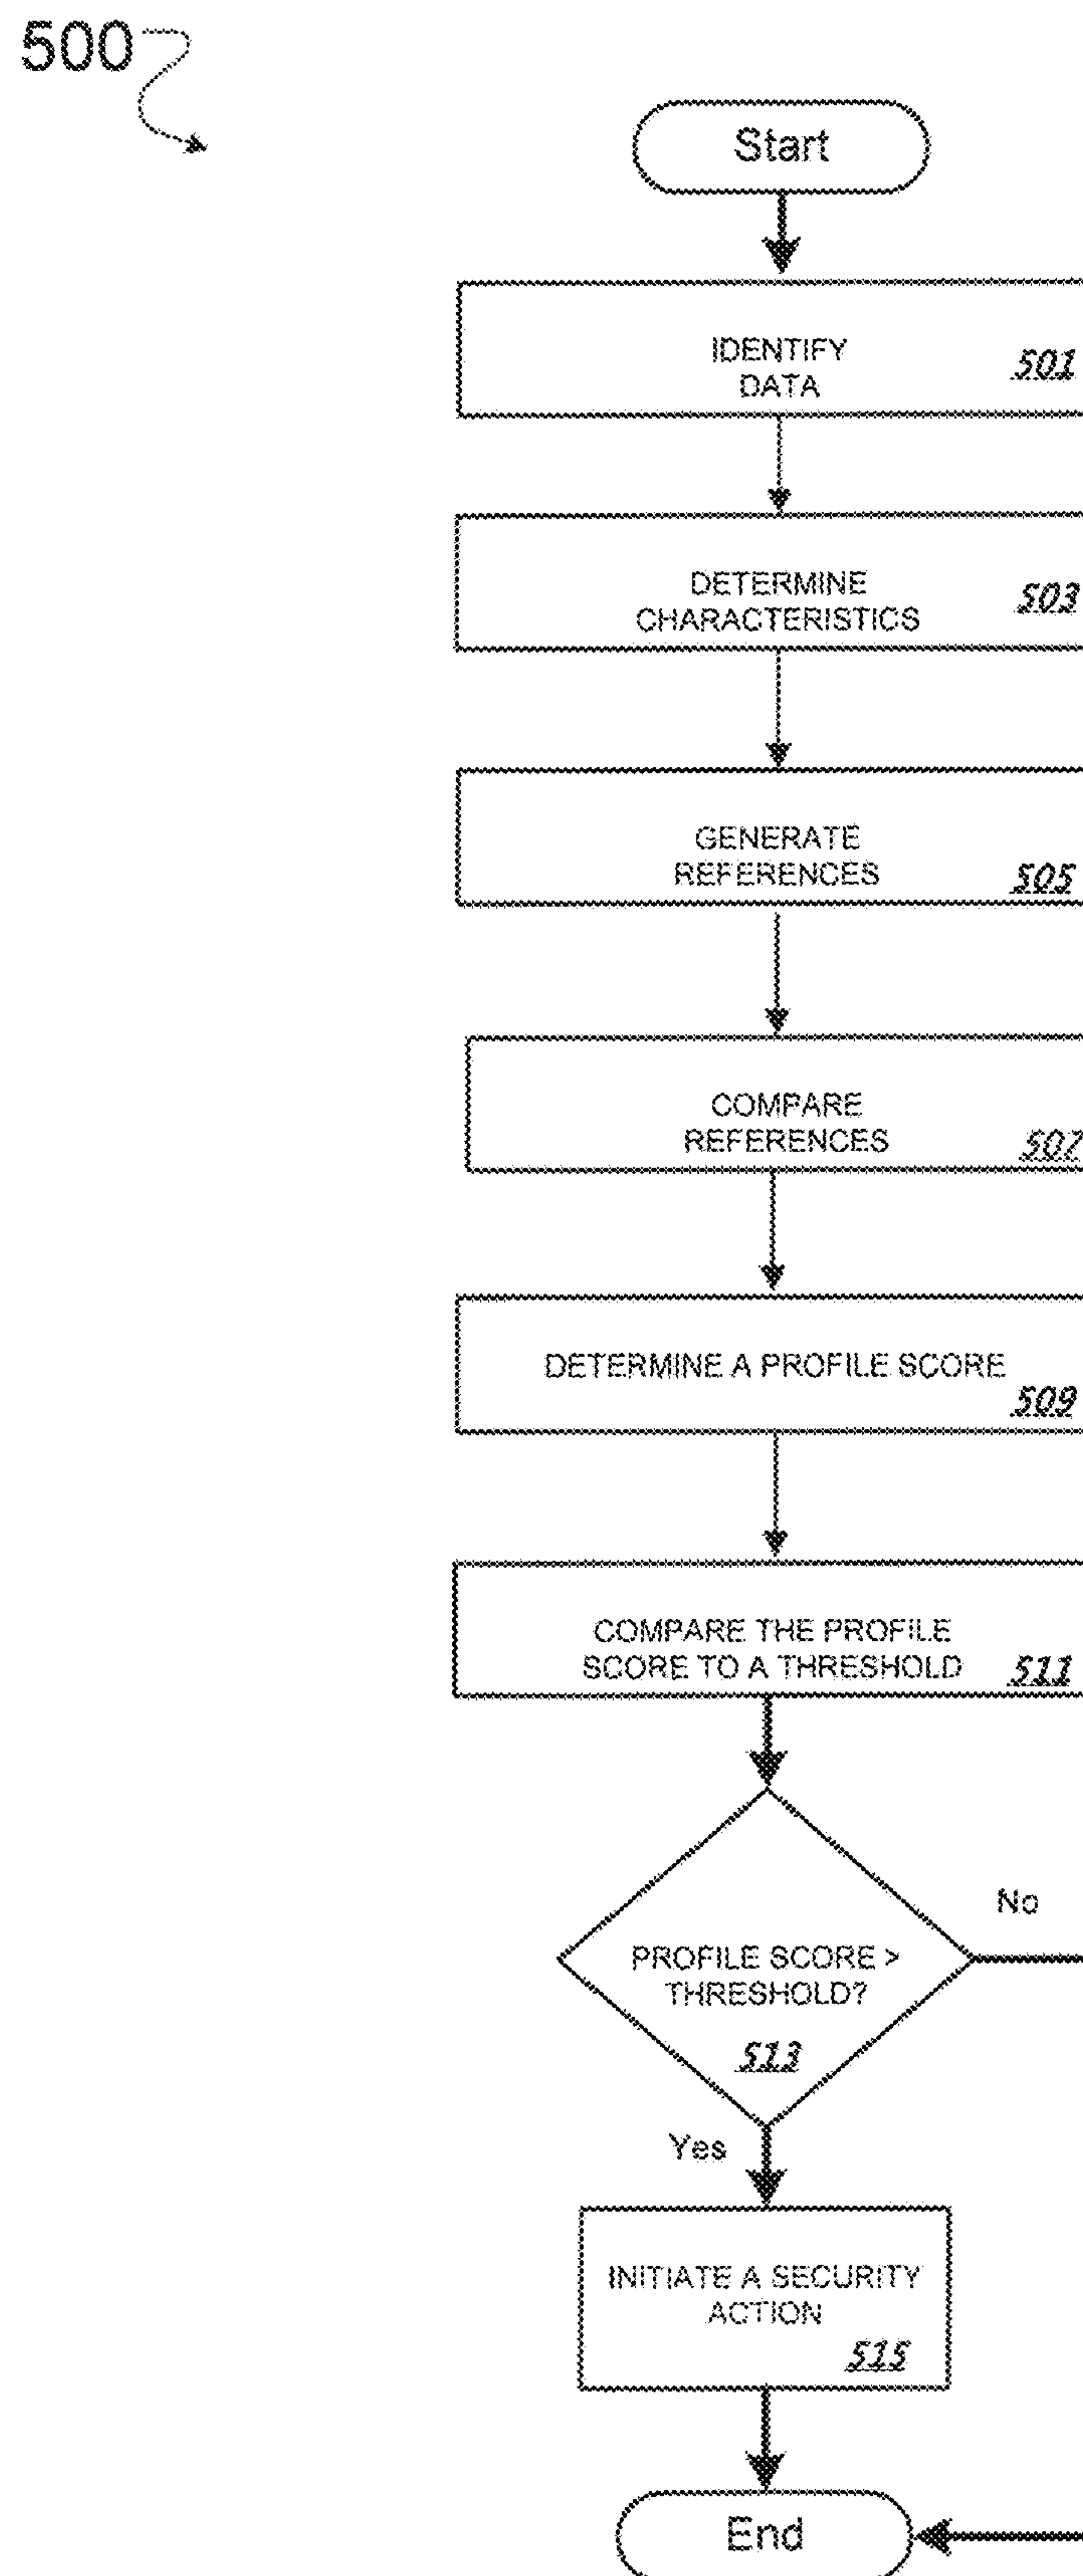 500
Start
IDENTIFY
DATA
501
DETERMINE
CHARACTERISTICS
503
GENERATE
REFERENCES
505
COMPARE
REFERENCES
507
DETERMINE A PROFILE SCORE
509
COMPARE THE PROFILE
SCORE TO A THRESHOLD
511
No
PROFILE SCORE >
THRESHOLD?
513
Yes
INITIATE A SECURITY
ACTION
515
End